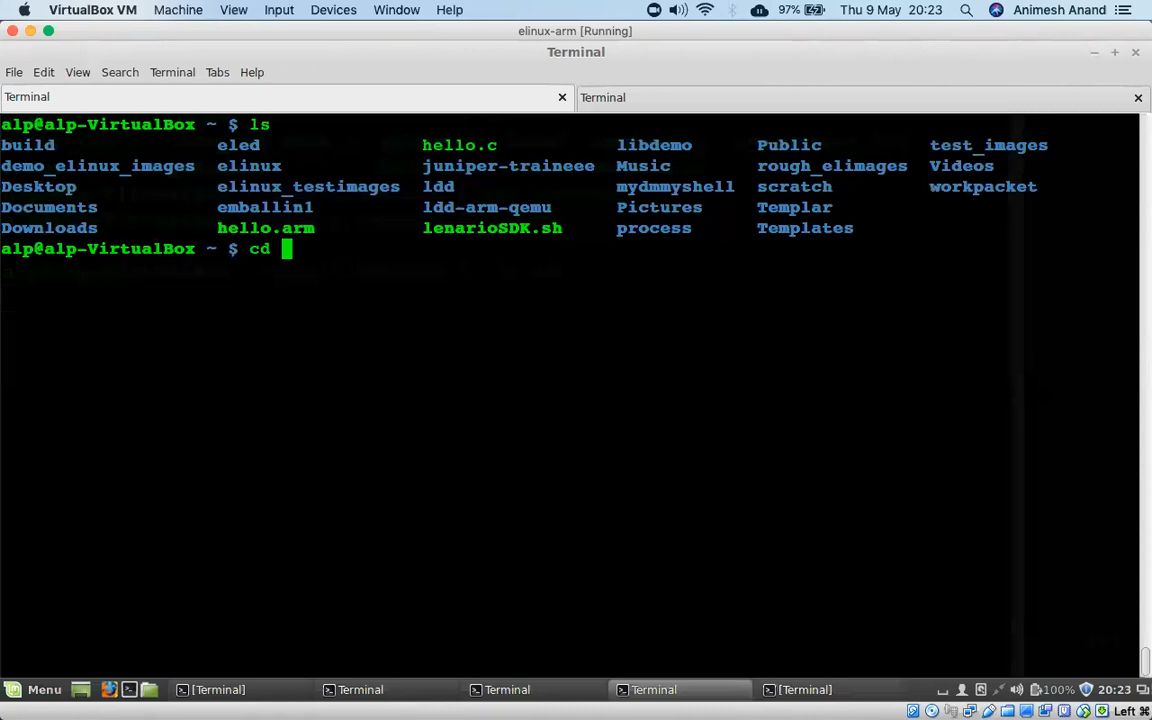 VirtualBox VM Machine View Input Devices Window Help 97% Thu 9 May 20:23 Animesh Anand
elinux-arm [Running]
Terminal
File Edit View Search Terminal Tabs Help
Terminal Terminal
alp@alp-VirtualBox ~ $ ls
build eled hello.c libdemo Public test_images
demo_elinux_images elinux juniper-traineee Music rough_elimages Videos
Desktop elinux_testimages ldd mydmmyshell scratch workpacket
Documents emballin1 ldd-arm-qemu Pictures Templar
Downloads hello.arm lenarioSDK.sh process Templates
alp@alp-VirtualBox ~ $ cd
Menu [Terminal] Terminal Terminal Terminal [Terminal] 100% 20:23
Left ⌘